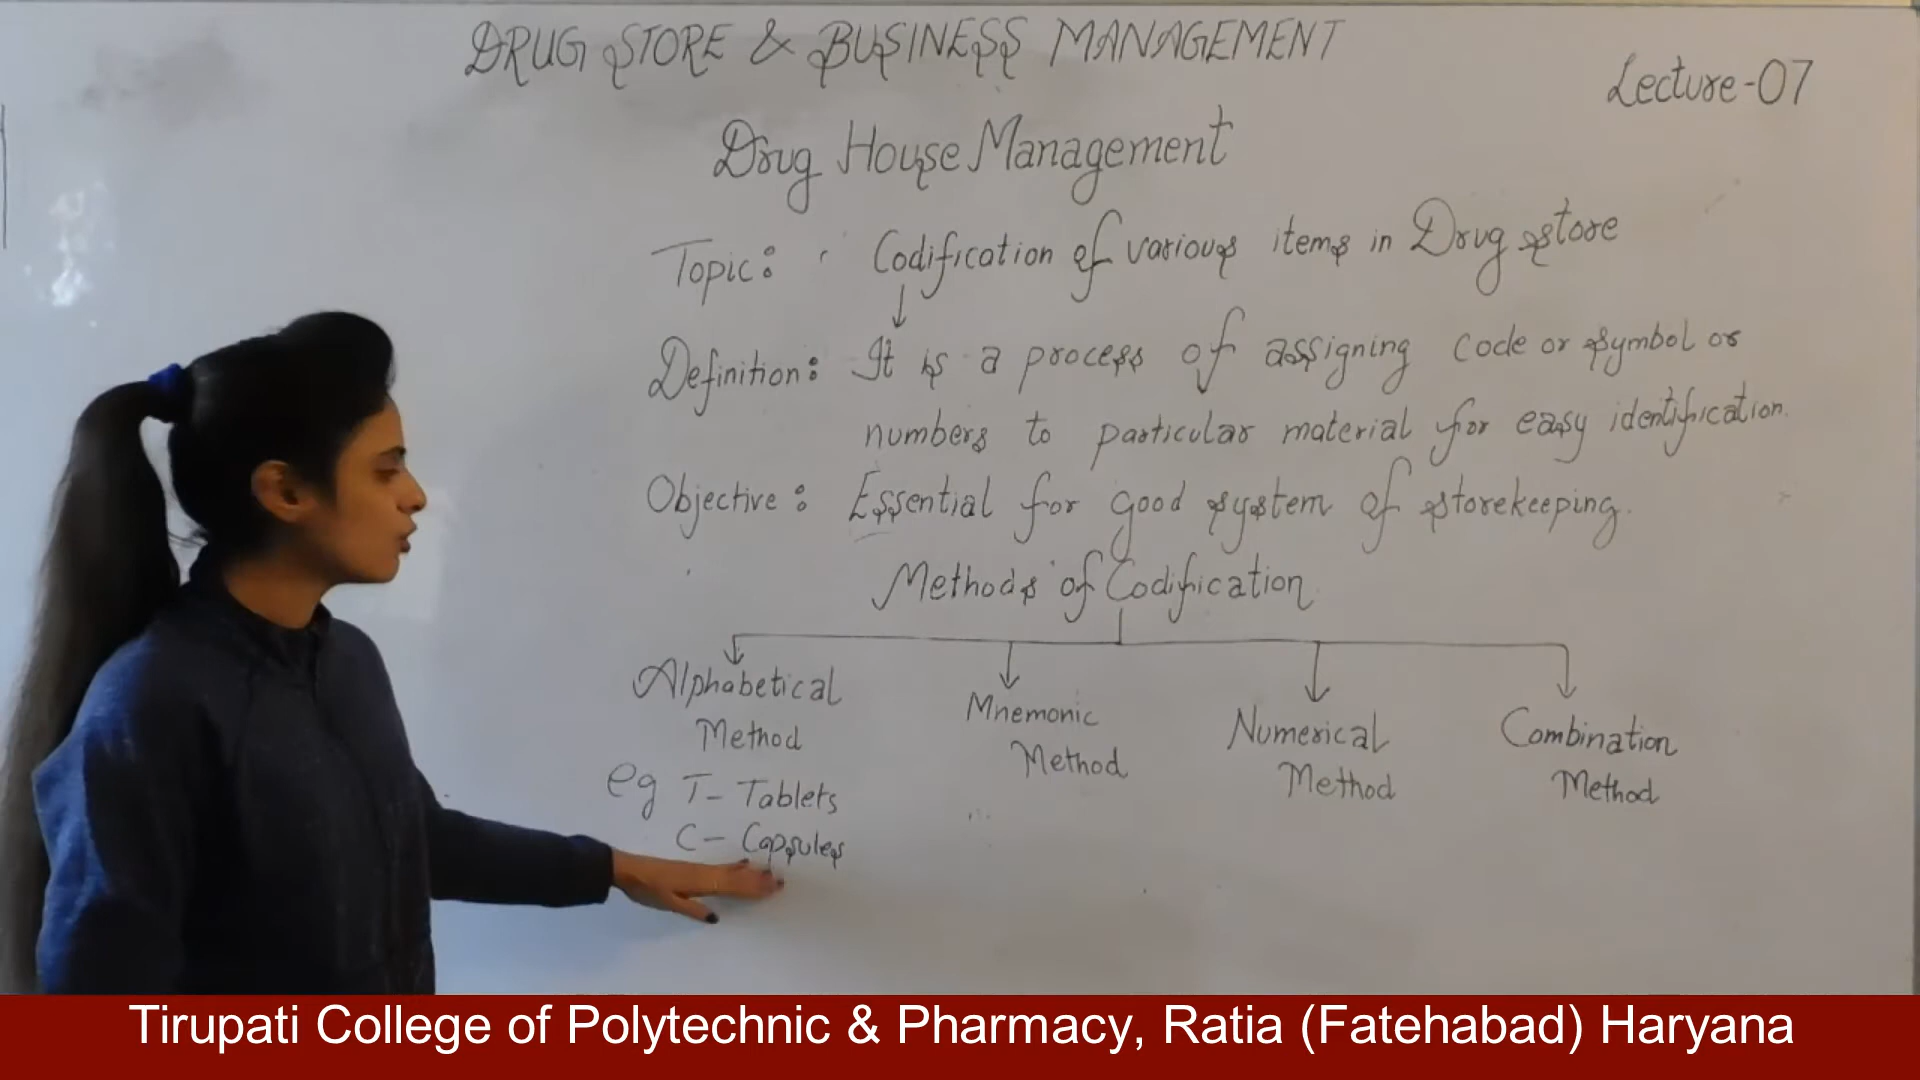 DRUG STORE & BUSINESS MANAGEMENT
Lecture-07
Drug House Management
Topic: Codification of various items in Drug store
Definition: It is a process of assigning code or symbol or
numbers to particular material for easy identification.
Objective: Essential for good system of storekeeping.
Methods of Codification
Alphabetical Method
Mnemonic Method
Numerical Method
Combination Method
eg T- Tablets
C- Capsules
Tirupati College of Polytechnic & Pharmacy, Ratia (Fatehabad) Haryana